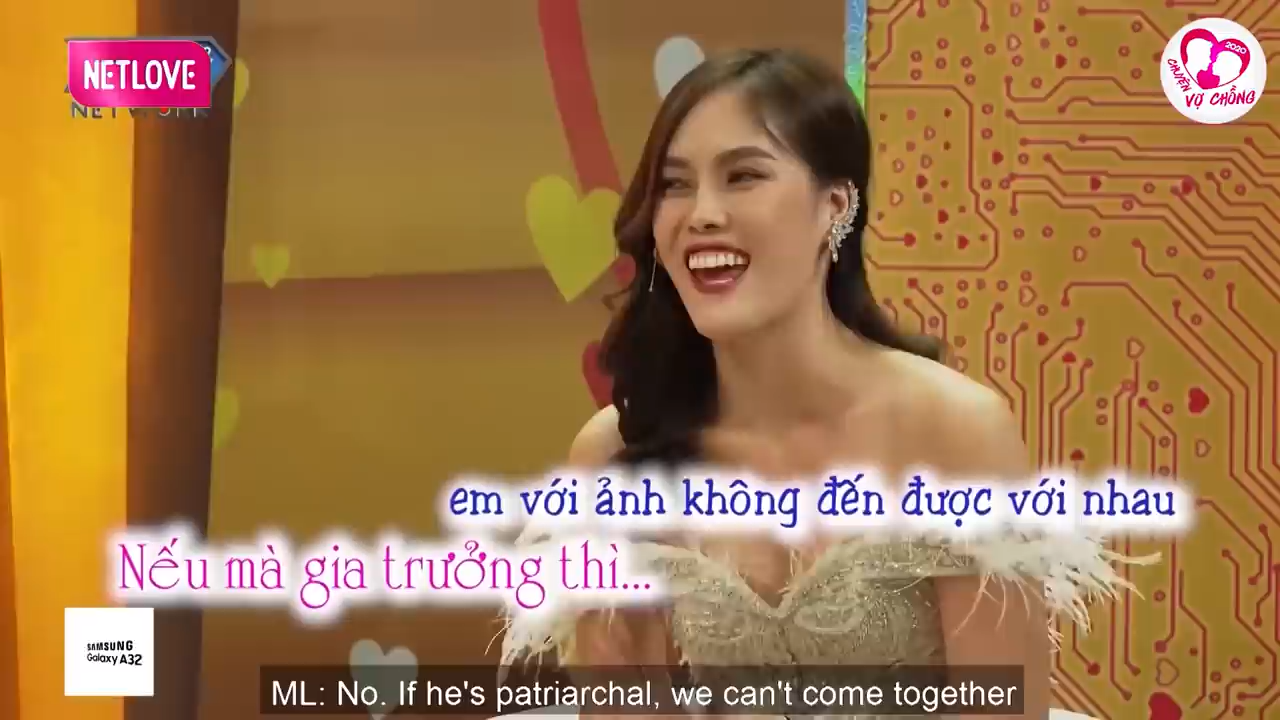 NETLOVE
NETWORK
2020
CHUYỆN
VỢ CHỒNG
em với ảnh không đến được với nhau
Nếu mà gia trưởng thì...
SAMSUNG
Galaxy A32
ML: No. If he's patriarchal, we can't come together